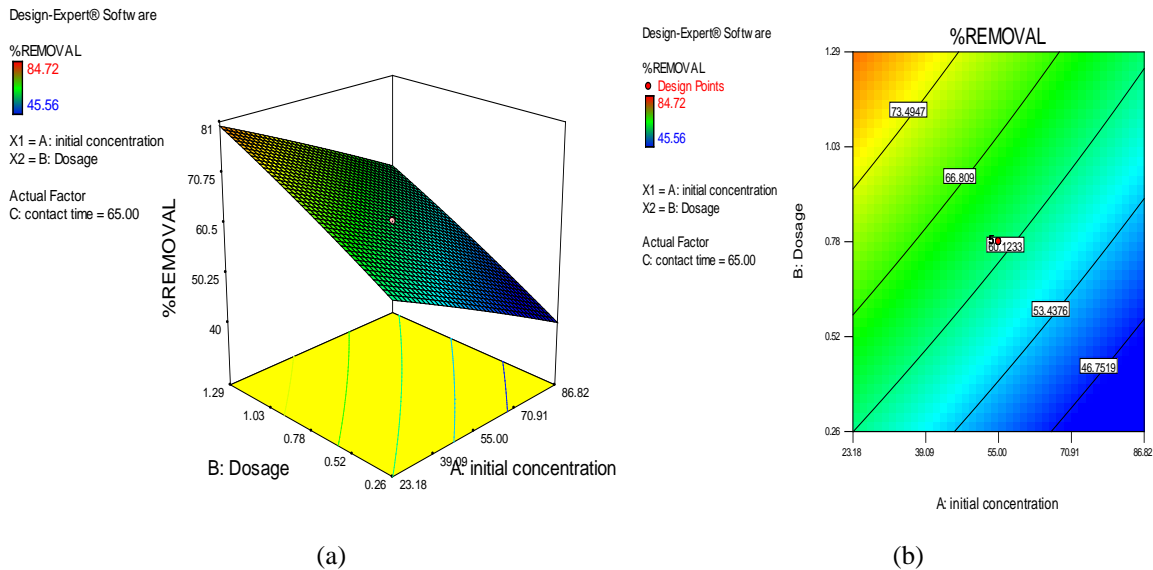 Design-Expert® Software
%REMOVAL
84.72
45.56
X1 = A: initial concentration
X2 = B: Dosage
Actual Factor
C: contact time = 65.00
81
70.75
60.5
50.25
40
%REMOVAL
1.29
1.03
0.78
0.52
0.26
23.18
39.09
55.00
70.91
86.82
B: Dosage
A: initial concentration
(a)
Design-Expert® Software
%REMOVAL
Design Points
84.72
45.56
X1 = A: initial concentration
X2 = B: Dosage
Actual Factor
C: contact time = 65.00
%REMOVAL
1.29
1.03
0.78
0.52
0.26
B: Dosage
73.4947
66.809
5
60.1233
53.4376
46.7519
23.18 39.09 55.00 70.91 86.82
A: initial concentration
(b)